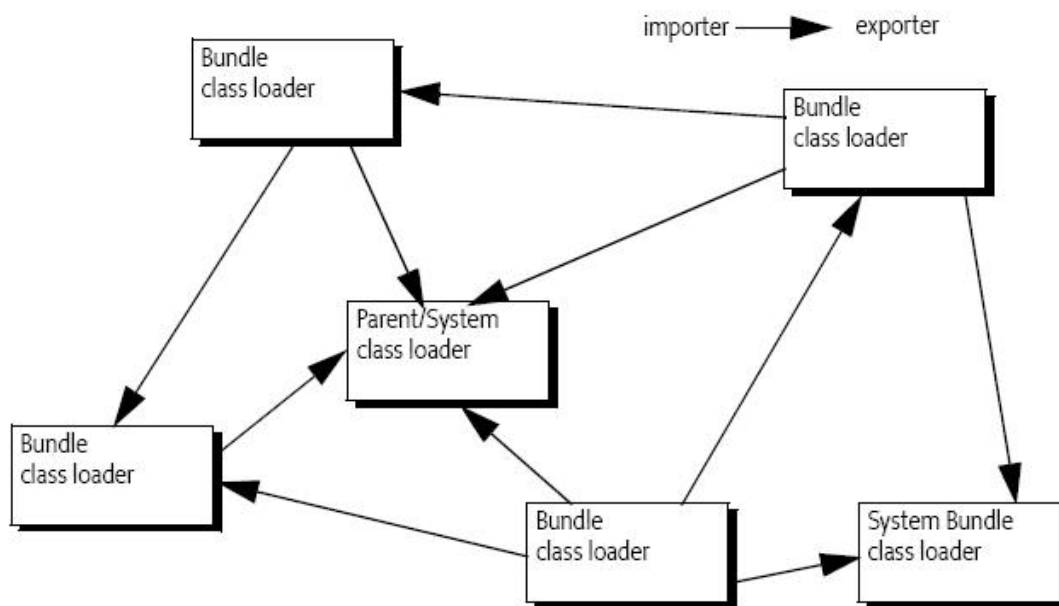 importer exporter
Bundle
class loader
Bundle
class loader
Parent/System
class loader
Bundle
class loader
Bundle
class loader
System Bundle
class loader